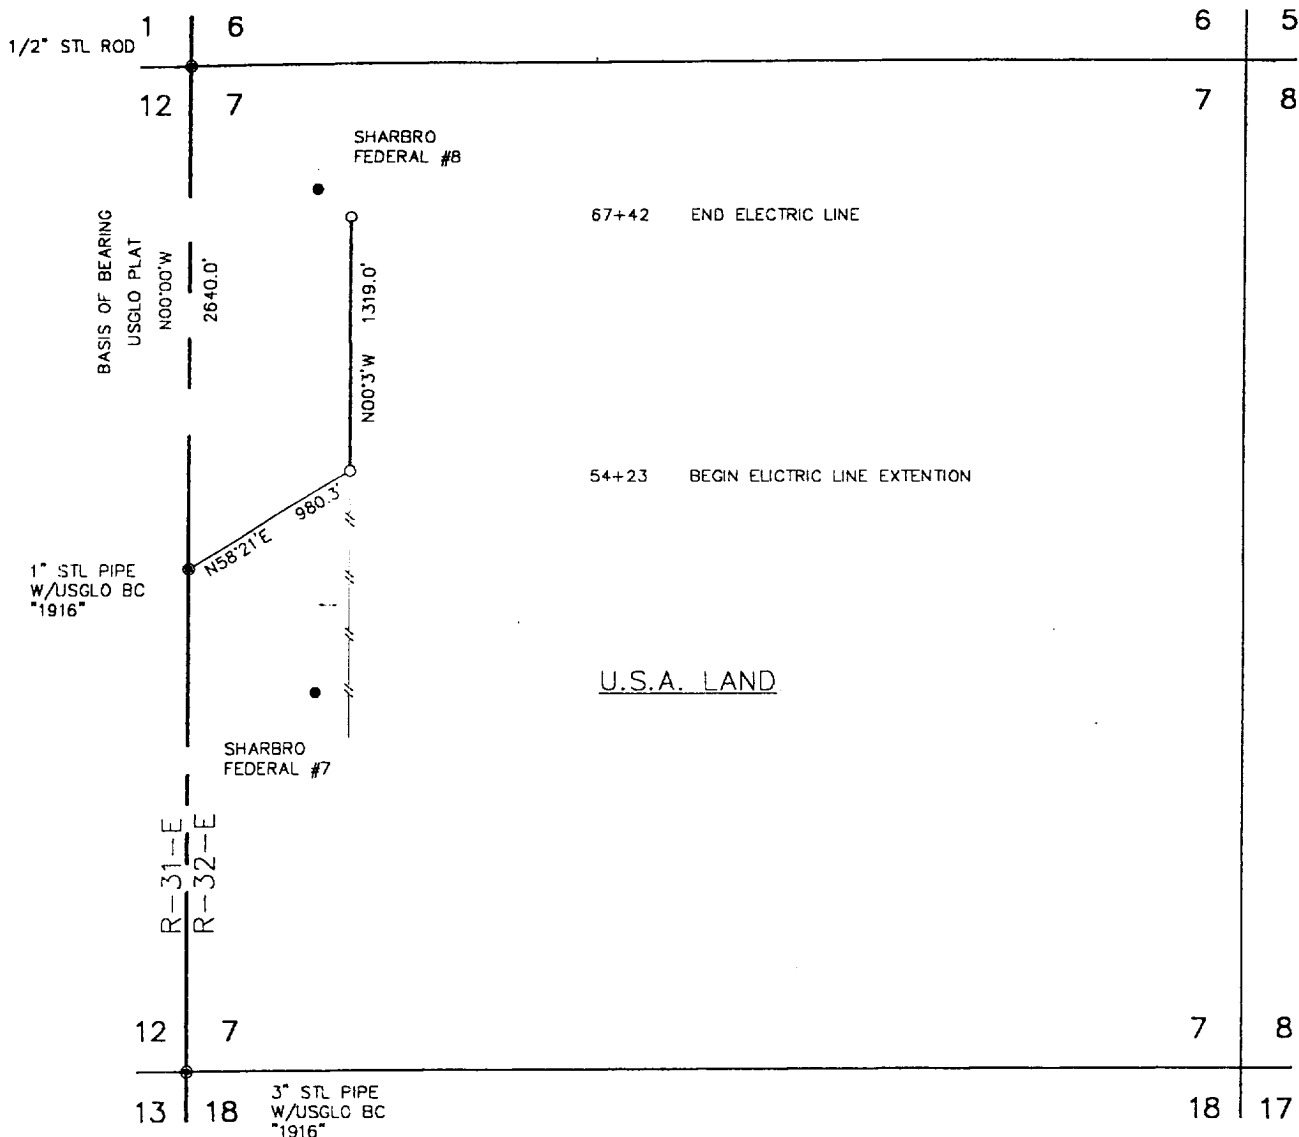 1 6
6 5
1/2" STL ROD
12 7
7 8
SHARBRO
FEDERAL #8
67+42 END ELECTRIC LINE
BASIS OF BEARING
USGLO PLAT
N00°00'W
2640.0'
N00°3'W 1319.0'
54+23 BEGIN ELICTRIC LINE EXTENTION
N58°21'E 980.3'
1" STL PIPE
W/USGLO BC
"1916"
U.S.A. LAND
SHARBRO
FEDERAL #7
R-31-E
R-32-E
12 7
7 8
13 18
3" STL PIPE
W/USGLO BC
"1916"
18 17